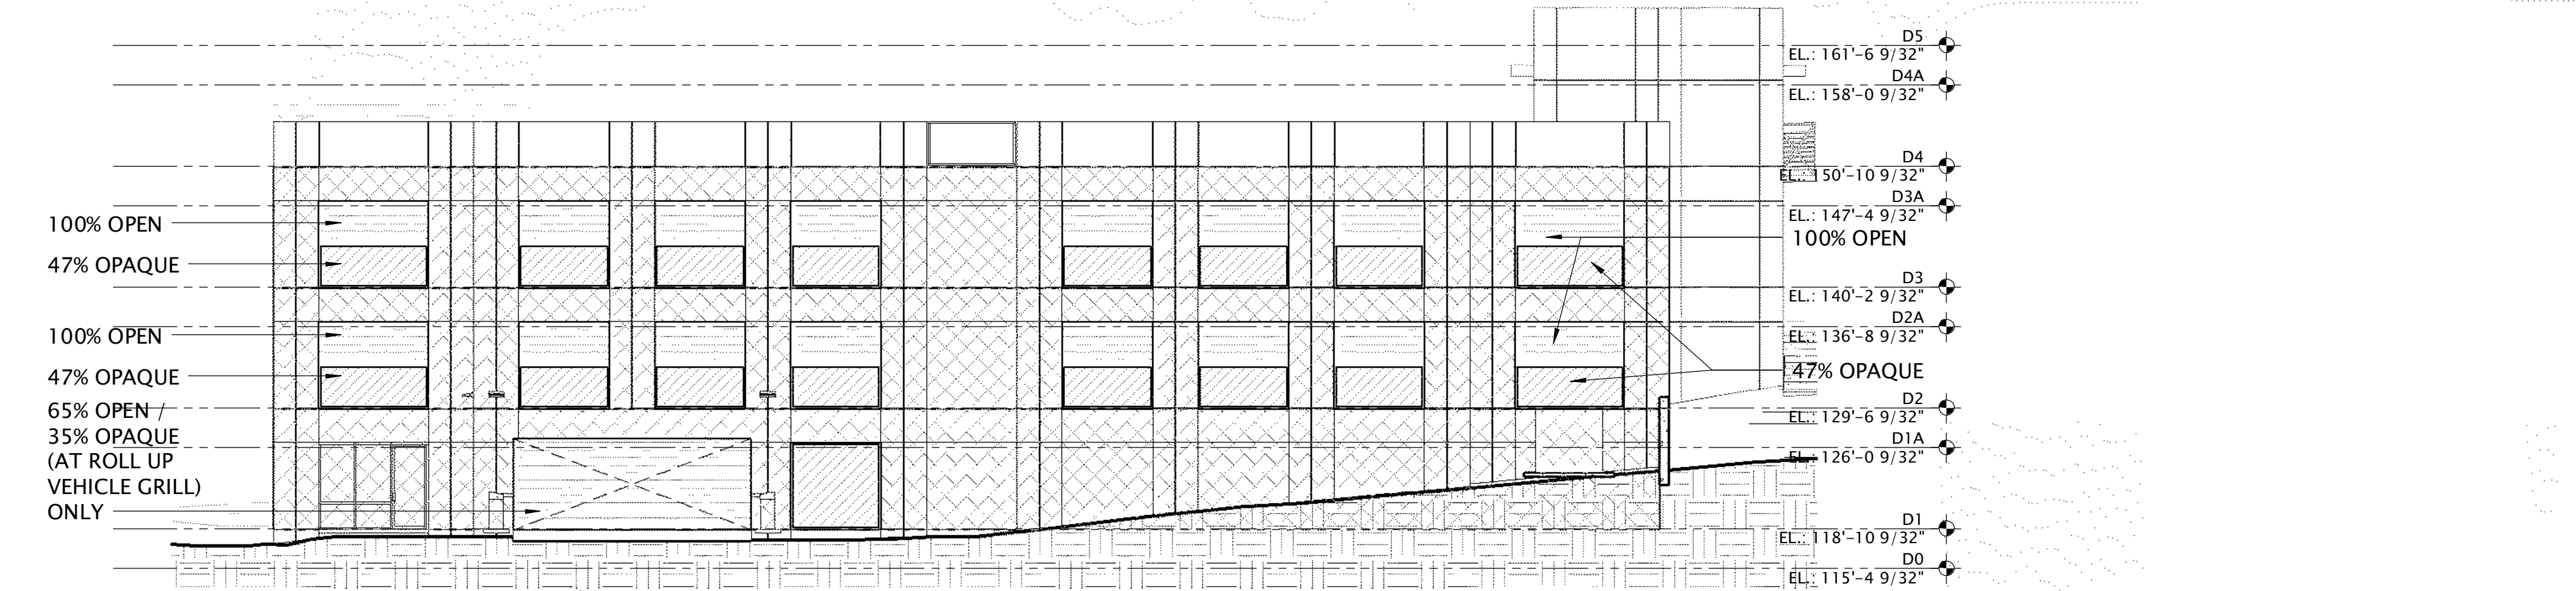 D5
EL.: 161'-6 9/32"
D4A
EL.: 158'-0 9/32"
D4
EL.: 150'-10 9/32"
D3A
EL.: 147'-4 9/32"
100% OPEN
100% OPEN
47% OPAQUE
D3
EL.: 140'-2 9/32"
D2A
EL.: 136'-8 9/32"
100% OPEN
47% OPAQUE
47% OPAQUE
D2
EL.: 129'-6 9/32"
65% OPEN /
35% OPAQUE
(AT ROLL UP
VEHICLE GRILL)
ONLY
D1A
EL.: 126'-0 9/32"
D1
EL.: 118'-10 9/32"
D0
EL.: 115'-4 9/32"